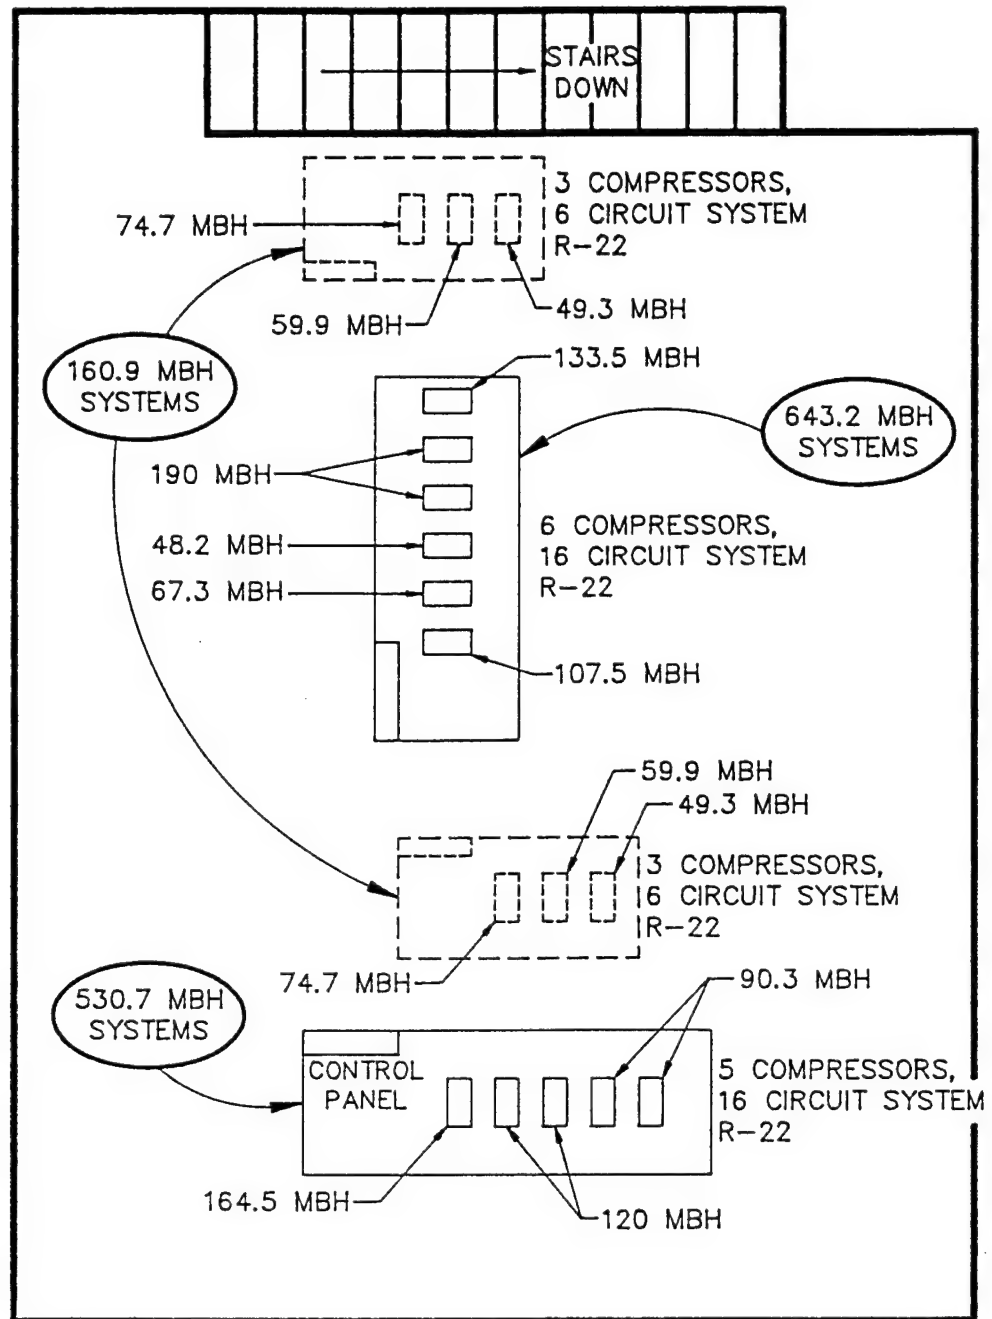 STAIRS
DOWN
3 COMPRESSORS,
6 CIRCUIT SYSTEM
R-22
74.7 MBH
59.9 MBH
49.3 MBH
160.9 MBH
SYSTEMS
133.5 MBH
643.2 MBH
SYSTEMS
190 MBH
6 COMPRESSORS,
16 CIRCUIT SYSTEM
R-22
48.2 MBH
67.3 MBH
107.5 MBH
59.9 MBH
49.3 MBH
3 COMPRESSORS,
6 CIRCUIT SYSTEM
R-22
74.7 MBH
90.3 MBH
530.7 MBH
SYSTEMS
CONTROL
PANEL
5 COMPRESSORS,
16 CIRCUIT SYSTEM
R-22
164.5 MBH
120 MBH